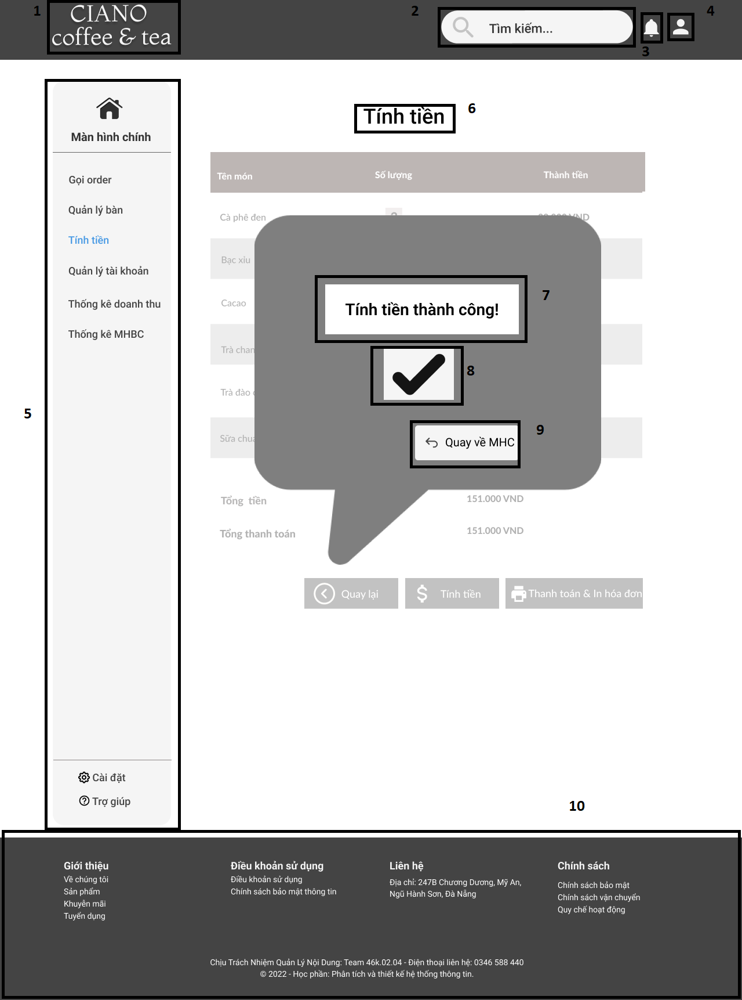 1
CIANO
coffee & tea
2
Tìm kiếm...
3
4
5
Màn hình chính
Gọi order
Quản lý bàn
Tính tiền
Quản lý tài khoản
Thống kê doanh thu
Thống kê MHBC
Cài đặt
Trợ giúp
Tính tiền
6
Tên món Số lượng Thành tiền
Cà phê đen VND
Bạc xỉu
Cacao
Trà chan
Trà đào
Sữa chua
7
Tính tiền thành công!
8
9
Quay về MHC
Tổng tiền 151.000 VND
Tổng thanh toán 151.000 VND
Quay lại
Tính tiền
Thanh toán & In hóa đơn
10
Giới thiệu
Về chúng tôi
Sản phẩm
Khuyễn mãi
Tuyển dụng
Điều khoản sử dụng
Điều khoản sử dụng
Chính sách bảo mật thông tin
Liên hệ
Địa chỉ: 247B Chương Dương, Mỹ An,
Ngũ Hành Sơn, Đà Nẵng
Chính sách
Chính sách bảo mật
Chính sách vận chuyển
Quy chế hoạt động
Chịu Trách Nhiệm Quản Lý Nội Dung: Team 46k.02.04 - Điện thoại liên hệ: 0346 588 440
© 2022 - Học phần: Phân tích và thiết kế hệ thống thông tin.